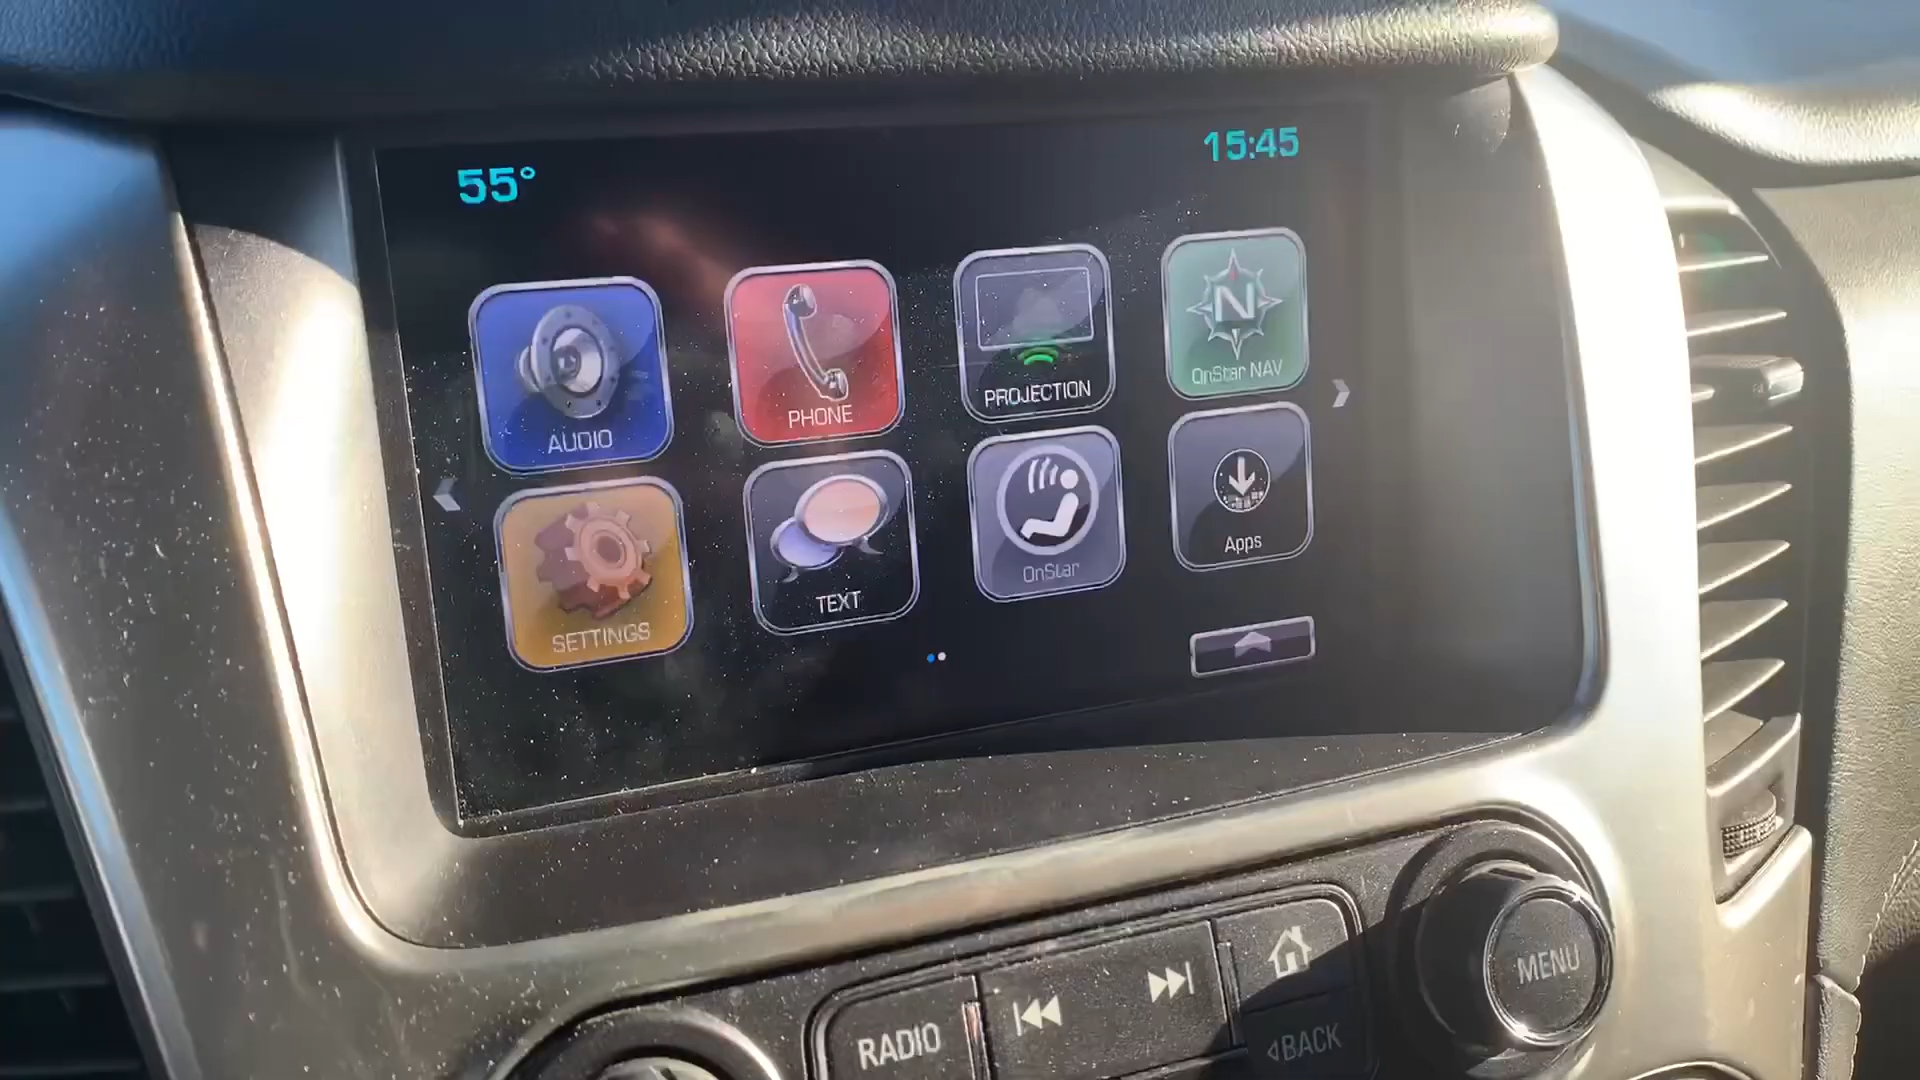 55°
15:45
AUDIO
PHONE
PROJECTION
N
OnStar NAV
SETTINGS
TEXT
OnStar
Apps
RADIO
BACK
MENU